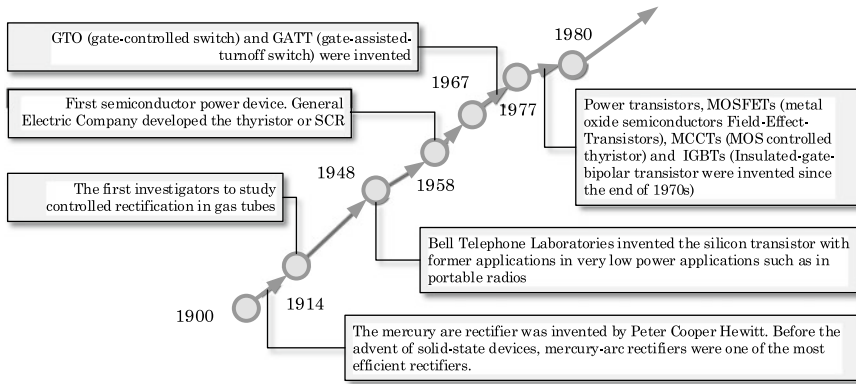 GTO (gate-controlled switch) and GATT (gate-assisted-
turnoff switch) were invented
1980
1967
1977
First semiconductor power device. General
Electric Company developed the thyristor or SCR
Power transistors, MOSFETs (metal
oxide semiconductors Field-Effect-
Transistors), MCCTs (MOS controlled
thyristor) and IGBTs (Insulated-gate-
bipolar transistor were invented since
the end of 1970s)
1948
1958
The first investigators to study
controlled rectification in gas tubes
Bell Telephone Laboratories invented the silicon transistor with
former applications in very low power applications such as in
portable radios
1914
1900
The mercury are rectifier was invented by Peter Cooper Hewitt. Before the
advent of solid-state devices, mercury-arc rectifiers were one of the most
efficient rectifiers.